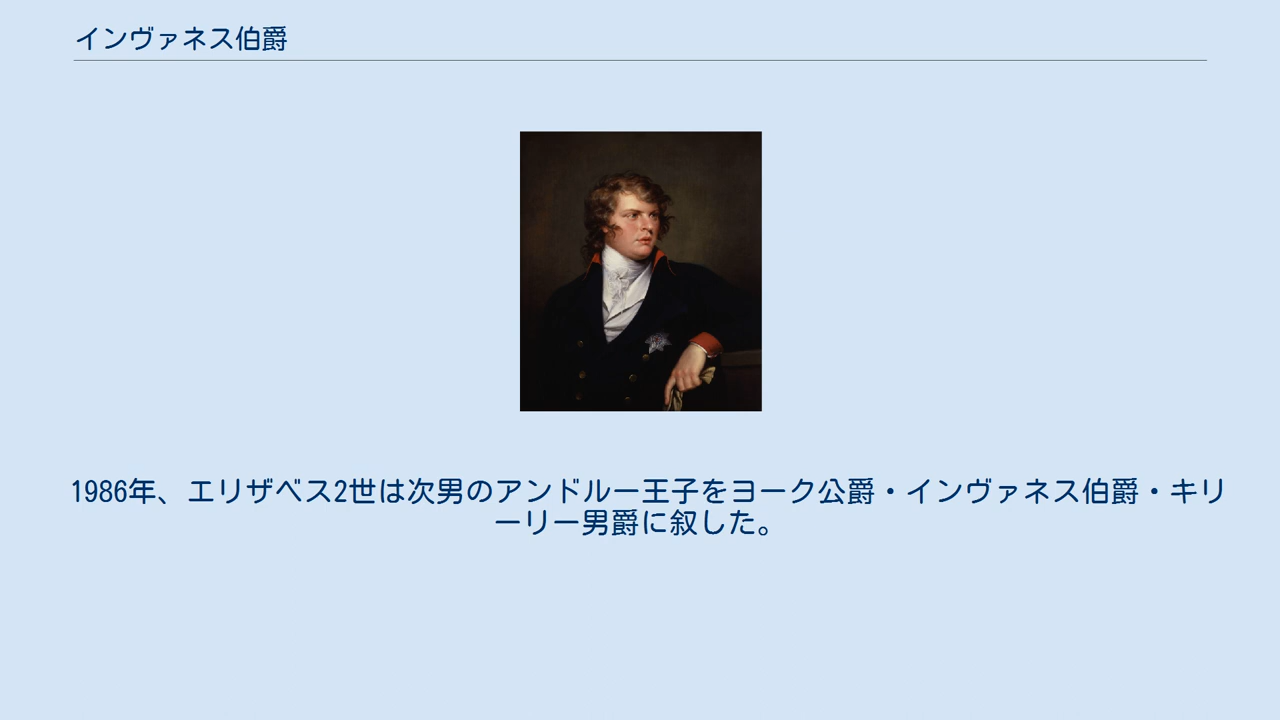 インヴァネス伯爵
1986年、エリザベス2世は次男のアンドルー王子をヨーク公爵・インヴァネス伯爵・キリ
ーリー男爵に叙した。